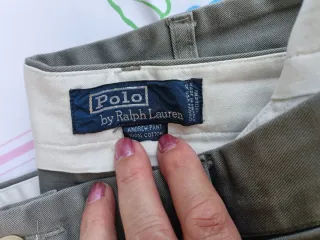 Polo
by Ralph Lauren
ANDREW PANT
100% COTTON